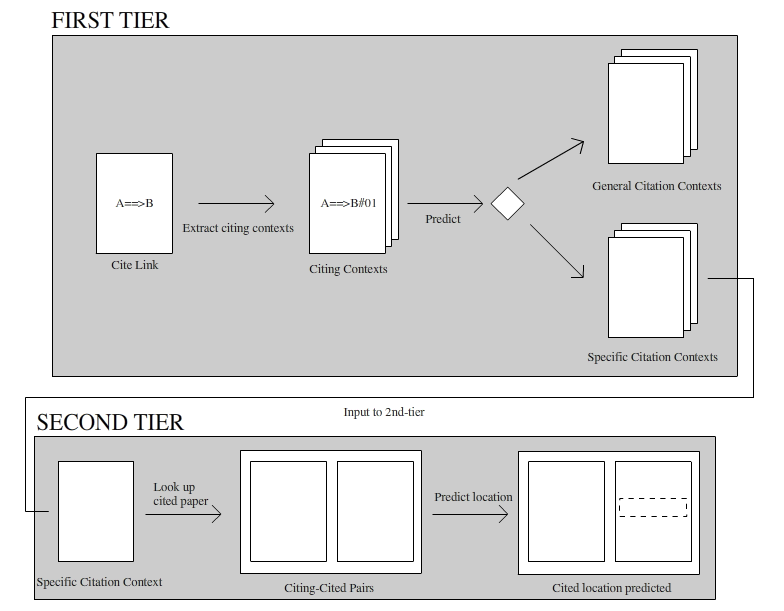 FIRST TIER
A==>B
Cite Link
Extract citing contexts
A==>B#01
Citing Contexts
Predict
General Citation Contexts
Specific Citation Contexts
Input to 2nd-tier
SECOND TIER
Specific Citation Context
Look up
cited paper
Citing-Cited Pairs
Predict location
Cited location predicted